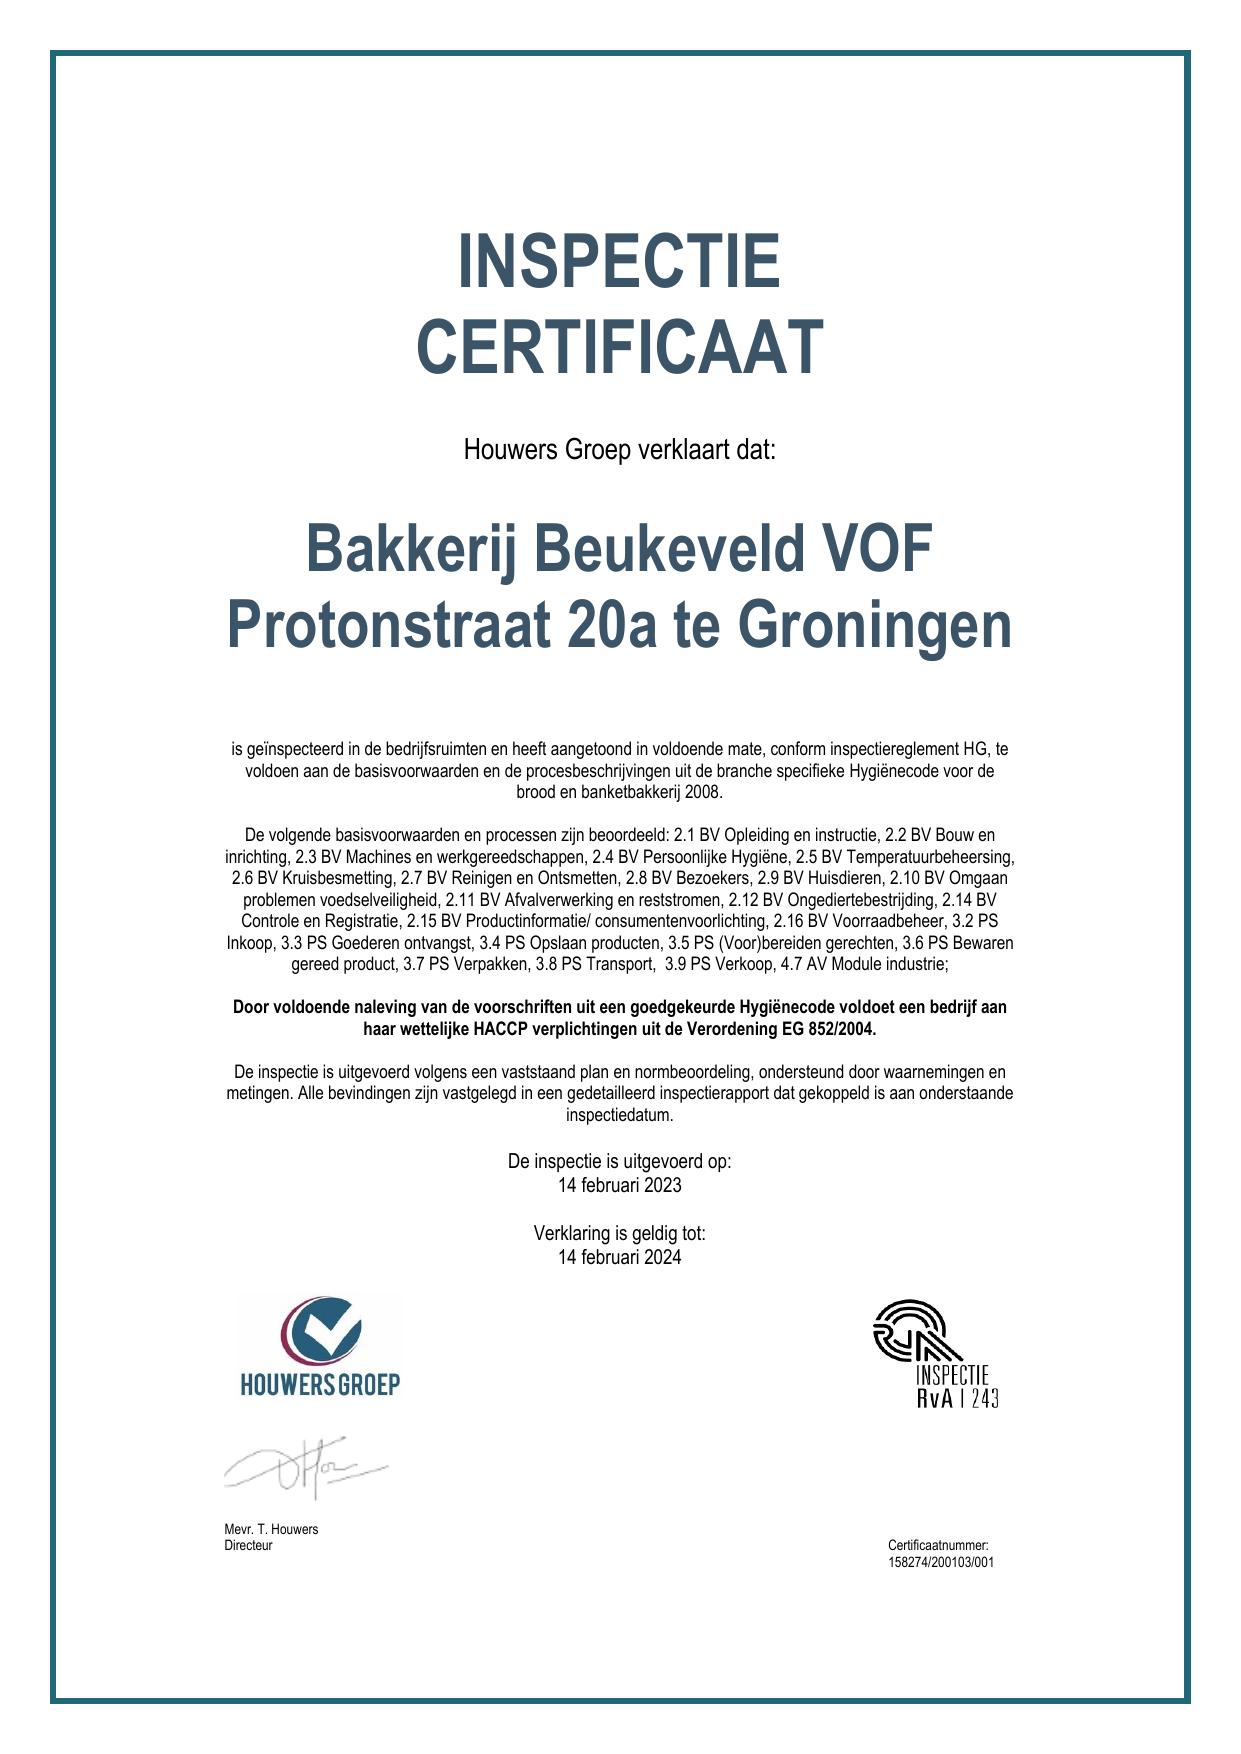 INSPECTIE
CERTIFICAAT
Houwers Groep verklaart dat:
Bakkerij Beukeveld VOF
Protonstraat 20a te Groningen
is geïnspecteerd in de bedrijfsruimten en heeft aangetoond in voldoende mate, conform inspectiereglement HG, te
voldoen aan de basisvoorwaarden en de procesbeschrijvingen uit de branche specifieke Hygiënecode voor de
brood en banketbakkerij 2008.
De volgende basisvoorwaarden en processen zijn beoordeeld: 2.1 BV Opleiding en instructie, 2.2 BV Bouw en
inrichting, 2.3 BV Machines en werkgereedschappen, 2.4 BV Persoonlijke Hygiëne, 2.5 BV Temperatuurbeheersing,
2.6 BV Kruisbesmetting, 2.7 BV Reinigen en Ontsmetten, 2.8 BV Bezoekers, 2.9 BV Huisdieren, 2.10 BV Omgaan
problemen voedselveiligheid, 2.11 BV Afvalverwerking en reststromen, 2.12 BV Ongediertebestrijding, 2.14 BV
Controle en Registratie, 2.15 BV Productinformatie/ consumentenvoorlichting, 2.16 BV Voorraadbeheer, 3.2 PS
Inkoop, 3.3 PS Goederen ontvangst, 3.4 PS Opslaan producten, 3.5 PS (Voor)bereiden gerechten, 3.6 PS Bewaren
gereed product, 3.7 PS Verpakken, 3.8 PS Transport, 3.9 PS Verkoop, 4.7 AV Module industrie;
Door voldoende naleving van de voorschriften uit een goedgekeurde Hygiënecode voldoet een bedrijf aan
haar wettelijke HACCP verplichtingen uit de Verordening EG 852/2004.
De inspectie is uitgevoerd volgens een vaststaand plan en normbeoordeling, ondersteund door waarnemingen en
metingen. Alle bevindingen zijn vastgelegd in een gedetailleerd inspectierapport dat gekoppeld is aan onderstaande
inspectiedatum.
De inspectie is uitgevoerd op:
14 februari 2023
Verklaring is geldig tot:
14 februari 2024
HOUWERS GROEP
RVA
INSPECTIE
RvA I 243
Mevr. T. Houwers
Directeur
Certificaatnummer:
158274/200103/001